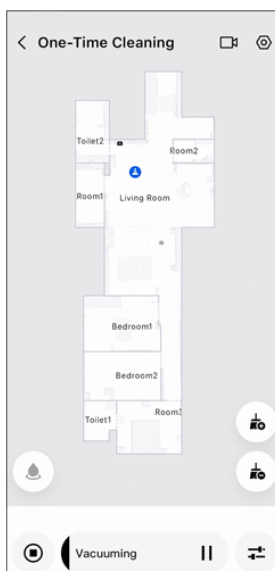 One-Time Cleaning
Toilet2
Room2
Room1
Living Room
Bedroom1
Bedroom2
Toilet1
Room3
Vacuuming